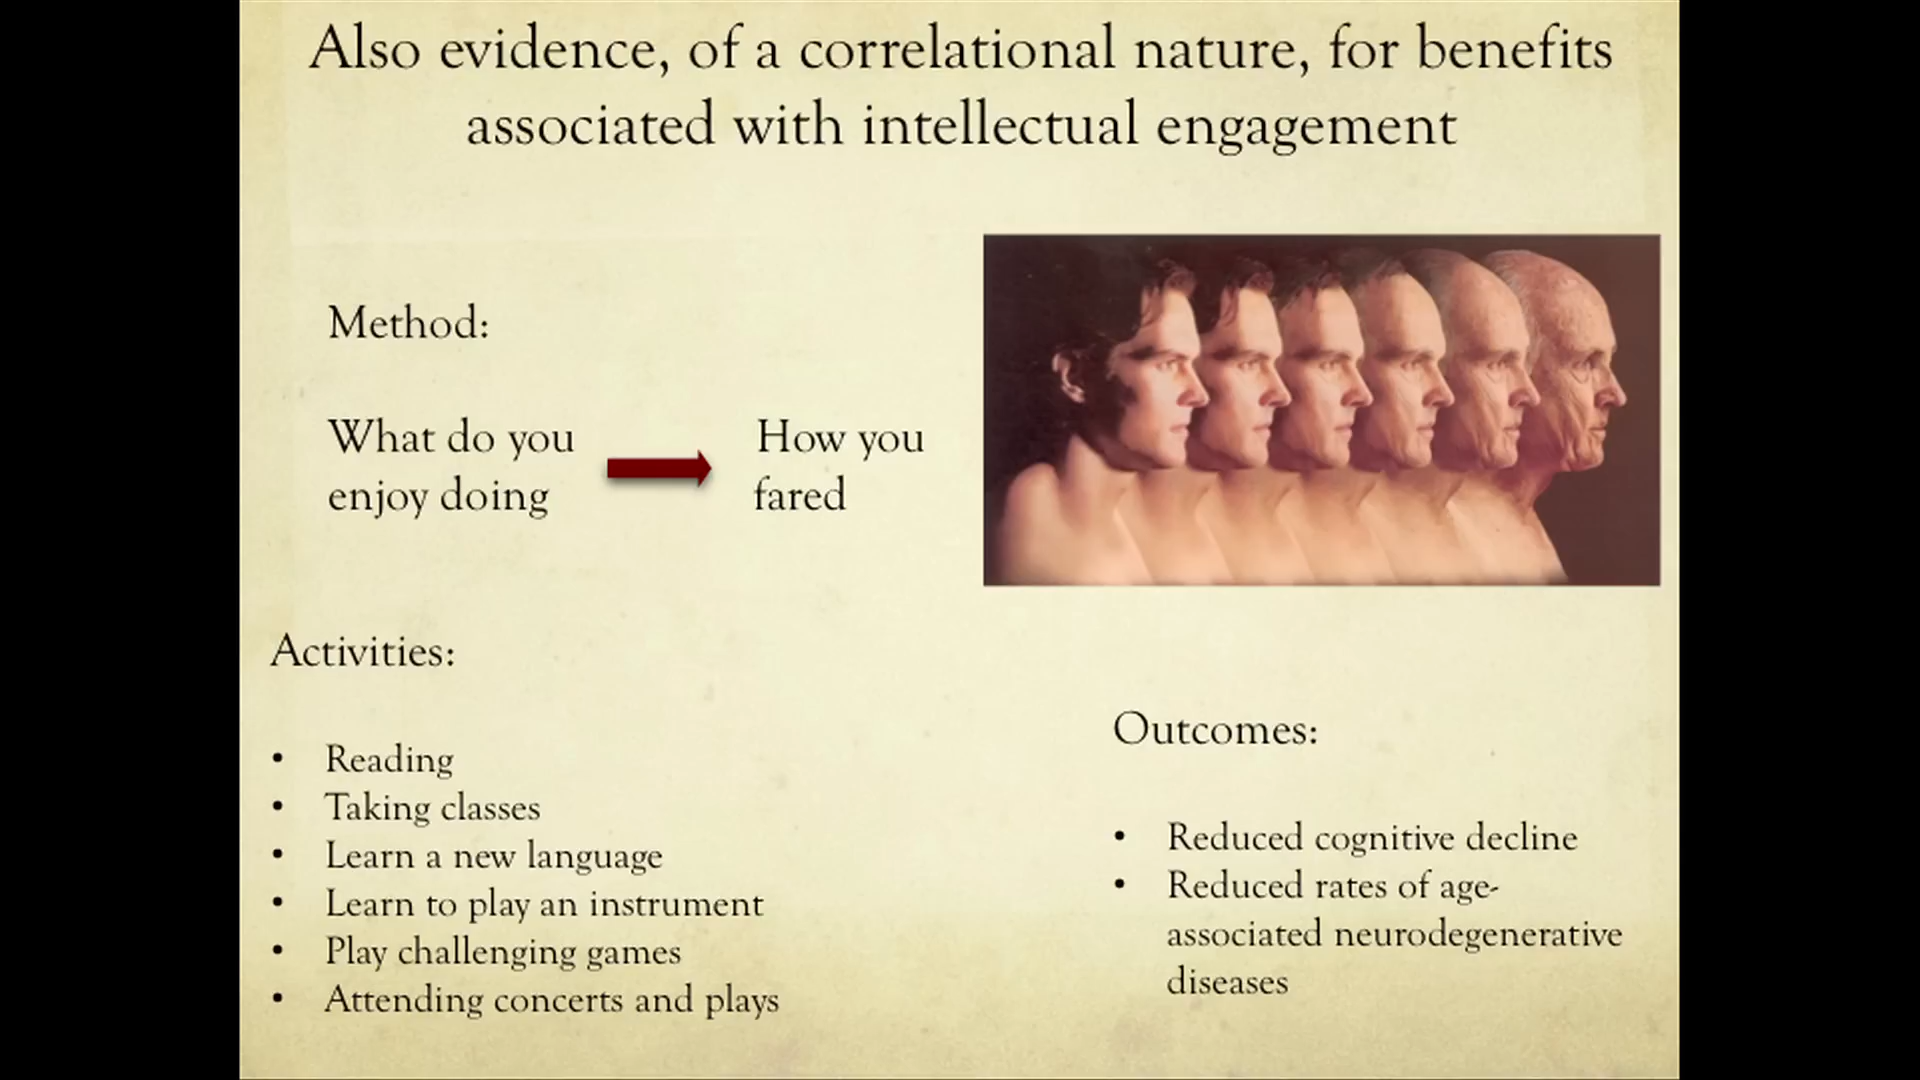 Also evidence, of a correlational nature, for benefits
associated with intellectual engagement
Method:
What do you
enjoy doing
How you
fared
Activities:
• Reading
• Taking classes
• Learn a new language
• Learn to play an instrument
• Play challenging games
• Attending concerts and plays
Outcomes:
• Reduced cognitive decline
• Reduced rates of age-
associated neurodegenerative
diseases